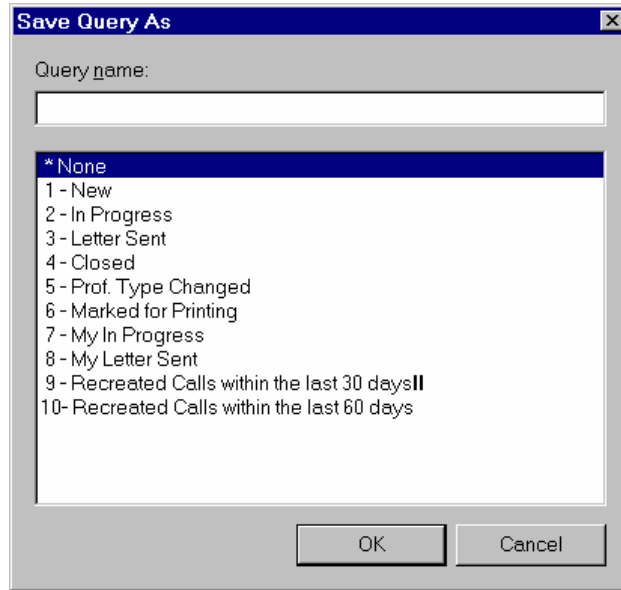 Save Query As
Query name:
* None
1 - New
2 - In Progress
3 - Letter Sent
4 - Closed
5 - Prof. Type Changed
6 - Marked for Printing
7 - My In Progress
8 - My Letter Sent
9 - Recreated Calls within the last 30 daysll
10- Recreated Calls within the last 60 days
OK Cancel